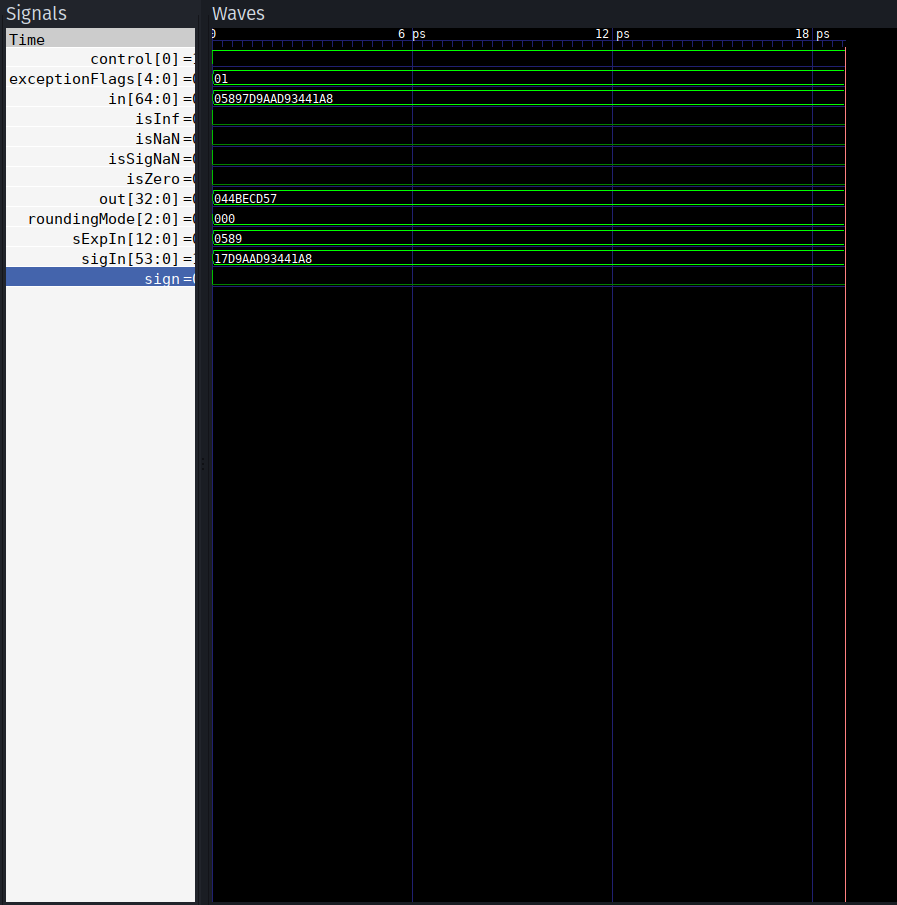 Signals
Waves
Time
0 6 ps 12 ps 18 ps
control[0] =1
exceptionFlags[4:0] =0 01
in[64:0] =0 05897D9AAD93441A8
isInf =0
isNaN =0
isSigNaN =0
isZero =0
out[32:0] =0 044BECD57
roundingMode[2:0] =0 000
sExpIn[12:0] =0 0589
sigIn[53:0] =1 17D9AAD93441A8
sign =0